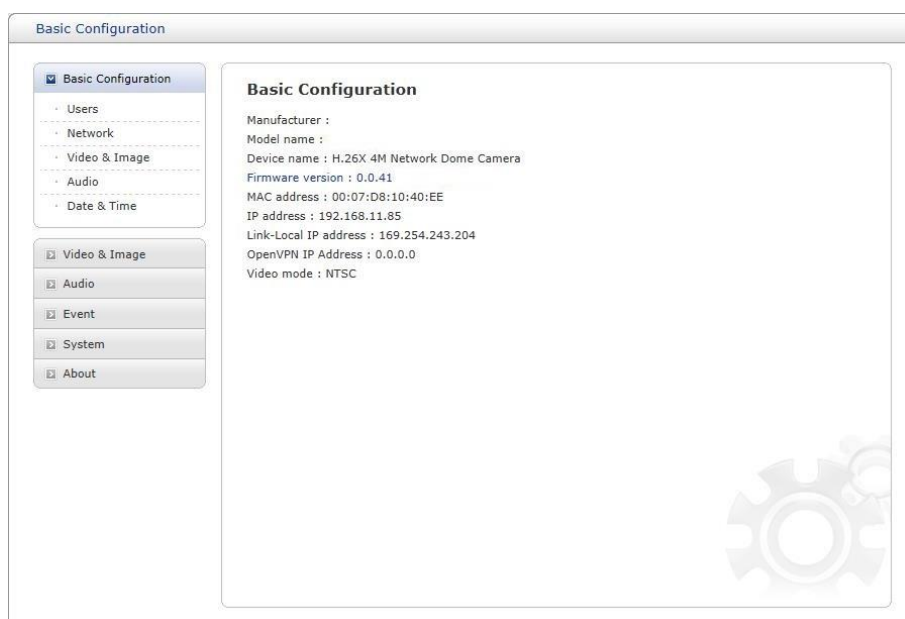 Basic Configuration
Basic Configuration
Users
Network
Video & Image
Audio
Date & Time
Video & Image
Audio
Event
System
About
Basic Configuration
Manufacturer :
Model name :
Device name : H.26X 4M Network Dome Camera
Firmware version : 0.0.41
MAC address : 00:07:D8:10:40:EE
IP address : 192.168.11.85
Link-Local IP address : 169.254.243.204
OpenVPN IP Address : 0.0.0.0
Video mode : NTSC